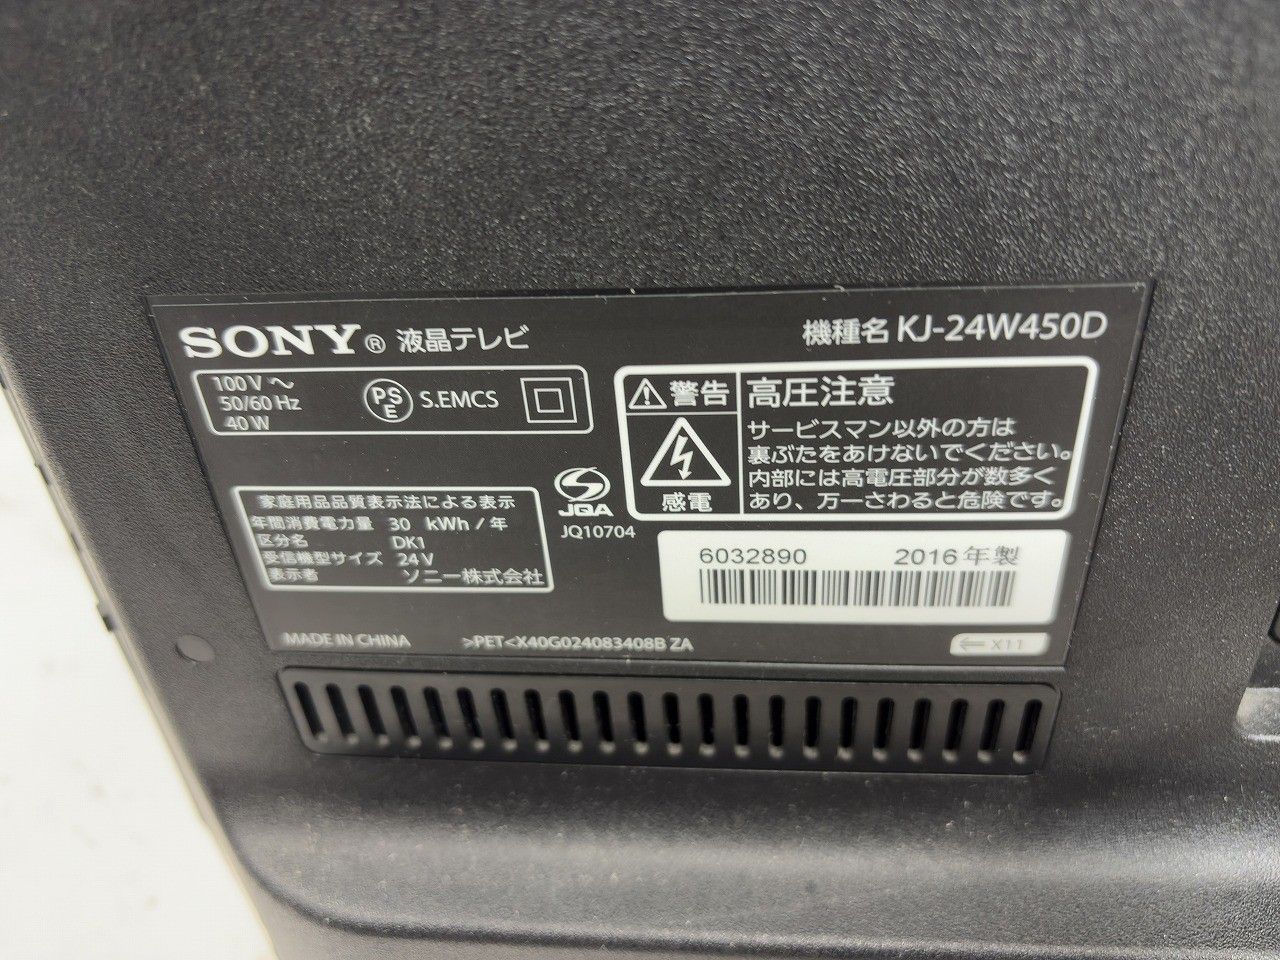 SONY® 液晶テレビ
機種名 KJ-24W450D
100V ～
50/60 Hz
40 W
PS
E
S.EMCS
警告
感電
高圧注意
サービスマン以外の方は
裏ぶたをあけないでください。
内部には高電圧部分が数多く
あり、万一さわると危険です。
家庭用品品質表示法による表示
年間消費電力量 30 kWh / 年
区分名 DK1
受信機型サイズ 24V
表示者 ソニー株式会社
JQA
JQ10704
6032890 2016年製
MADE IN CHINA
>PET<X40G024083408B ZA
← X11